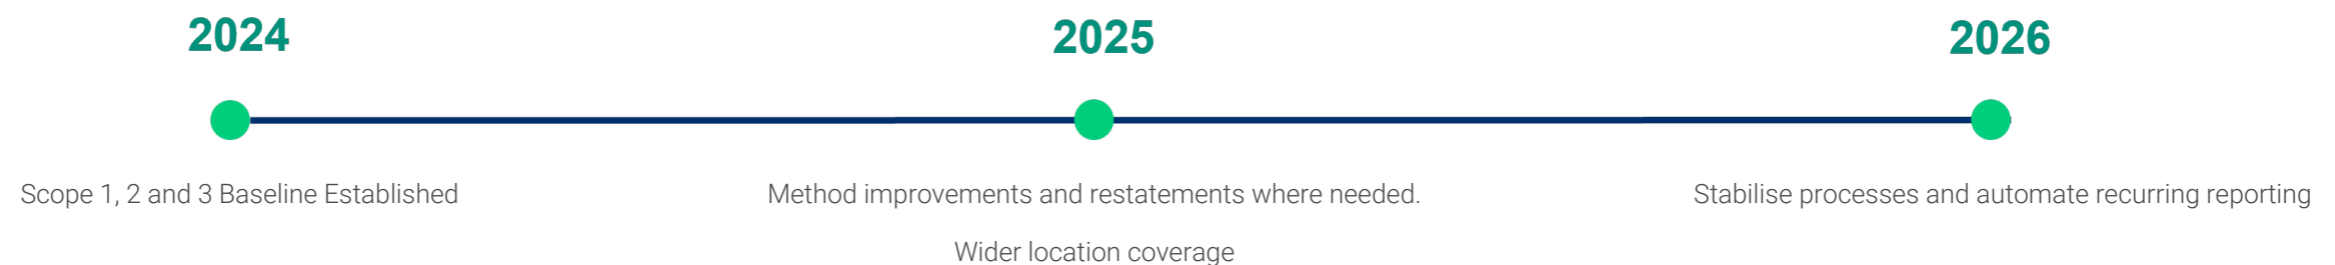 2024
2025
2026
Scope 1, 2 and 3 Baseline Established
Method improvements and restatements where needed.
Wider location coverage
Stabilise processes and automate recurring reporting